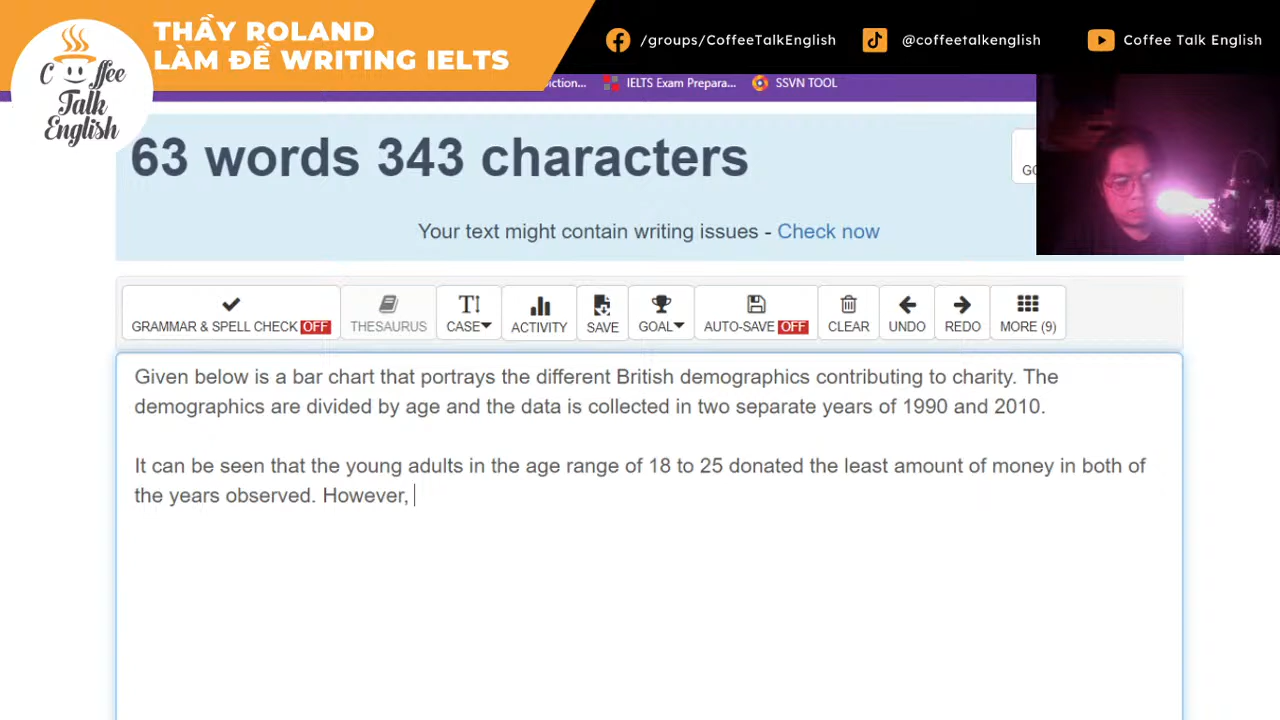 THẦY ROLAND
LÀM ĐỀ WRITING IELTS
/groups/CoffeeTalkEnglish
@coffeetalkenglish
Coffee Talk English
Coffee
Talk
English
iction...
IELTS Exam Prepara...
SSVN TOOL
63 words 343 characters
GO
Your text might contain writing issues - Check now
GRAMMAR & SPELL CHECK OFF
THESAURUS
CASE
ACTIVITY
SAVE
GOAL
AUTO-SAVE OFF
CLEAR
UNDO
REDO
MORE (9)
Given below is a bar chart that portrays the different British demographics contributing to charity. The
demographics are divided by age and the data is collected in two separate years of 1990 and 2010.
It can be seen that the young adults in the age range of 18 to 25 donated the least amount of money in both of
the years observed. However,